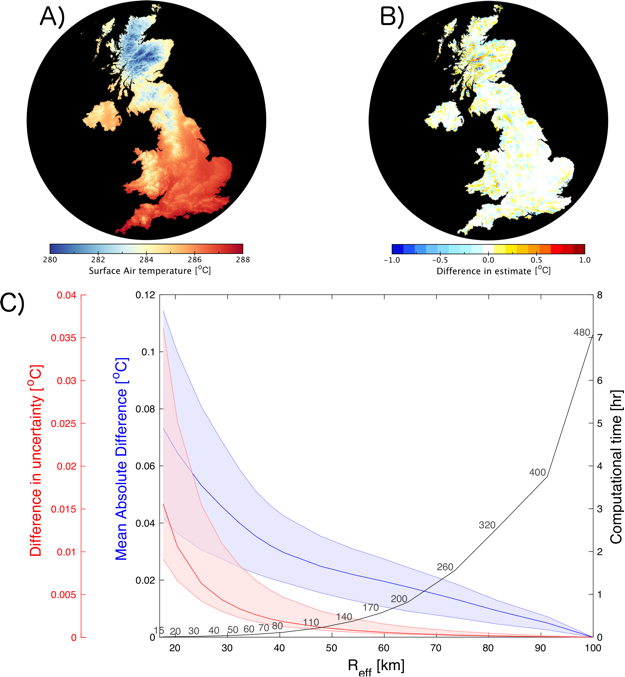 A)
B)
280 282 284 286 288
Surface Air temperature [°C]
-1.0 -0.5 0.0 0.5 1.0
Difference in estimate [°C]
C)
Difference in uncertainty [°C]
0.04
0.035
0.03
0.025
0.02
0.015
0.01
0.005
0
Mean Absolute Difference [°C]
0.12
0.1
0.08
0.06
0.04
0.02
0
15 20 30 40 50 60 70 80 110 140 170 200 260 320 400 480
8
7
6
5
4
3
2
1
0
Computational time [hr]
20 30 40 50 60 70 80 90 100
Reff [km]